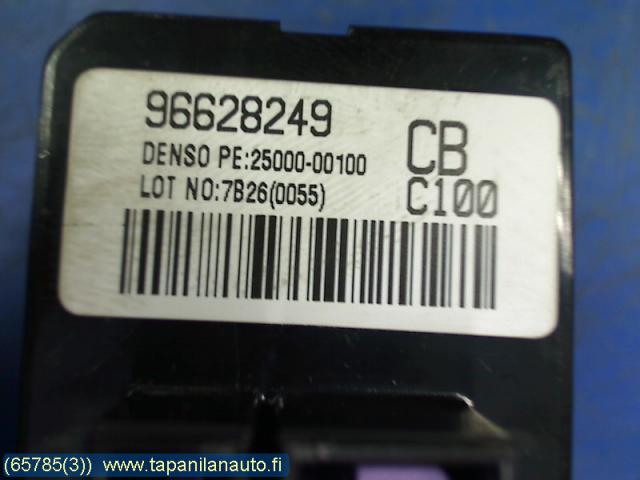 96628249
CB
DENSO PE:25000-00100
LOT NO:7B26(0055)
C100
(65785(3)) www.tapanilanauto.fi